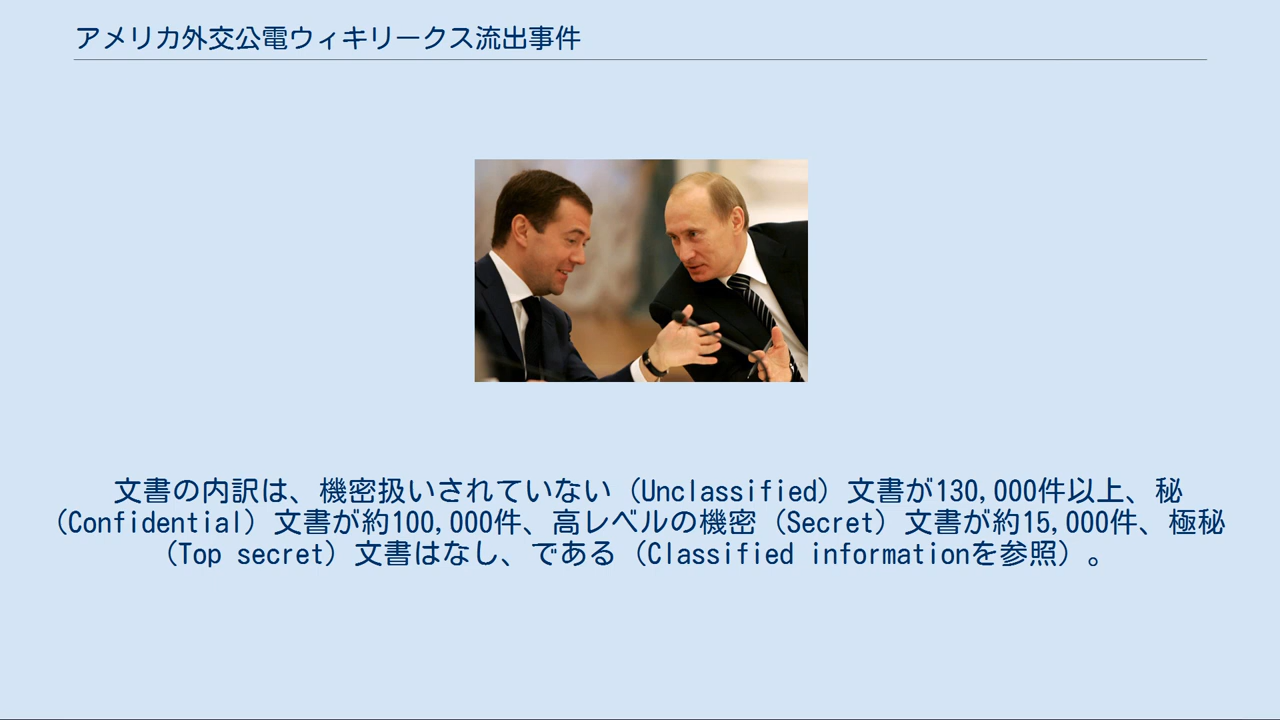 アメリカ外交公電ウィキリークス流出事件
文書の内訳は、機密扱いされていない（Unclassified）文書が130,000件以上、秘
（Confidential）文書が約100,000件、高レベルの機密（Secret）文書が約15,000件、極秘
（Top secret）文書はなし、である（Classified informationを参照）。